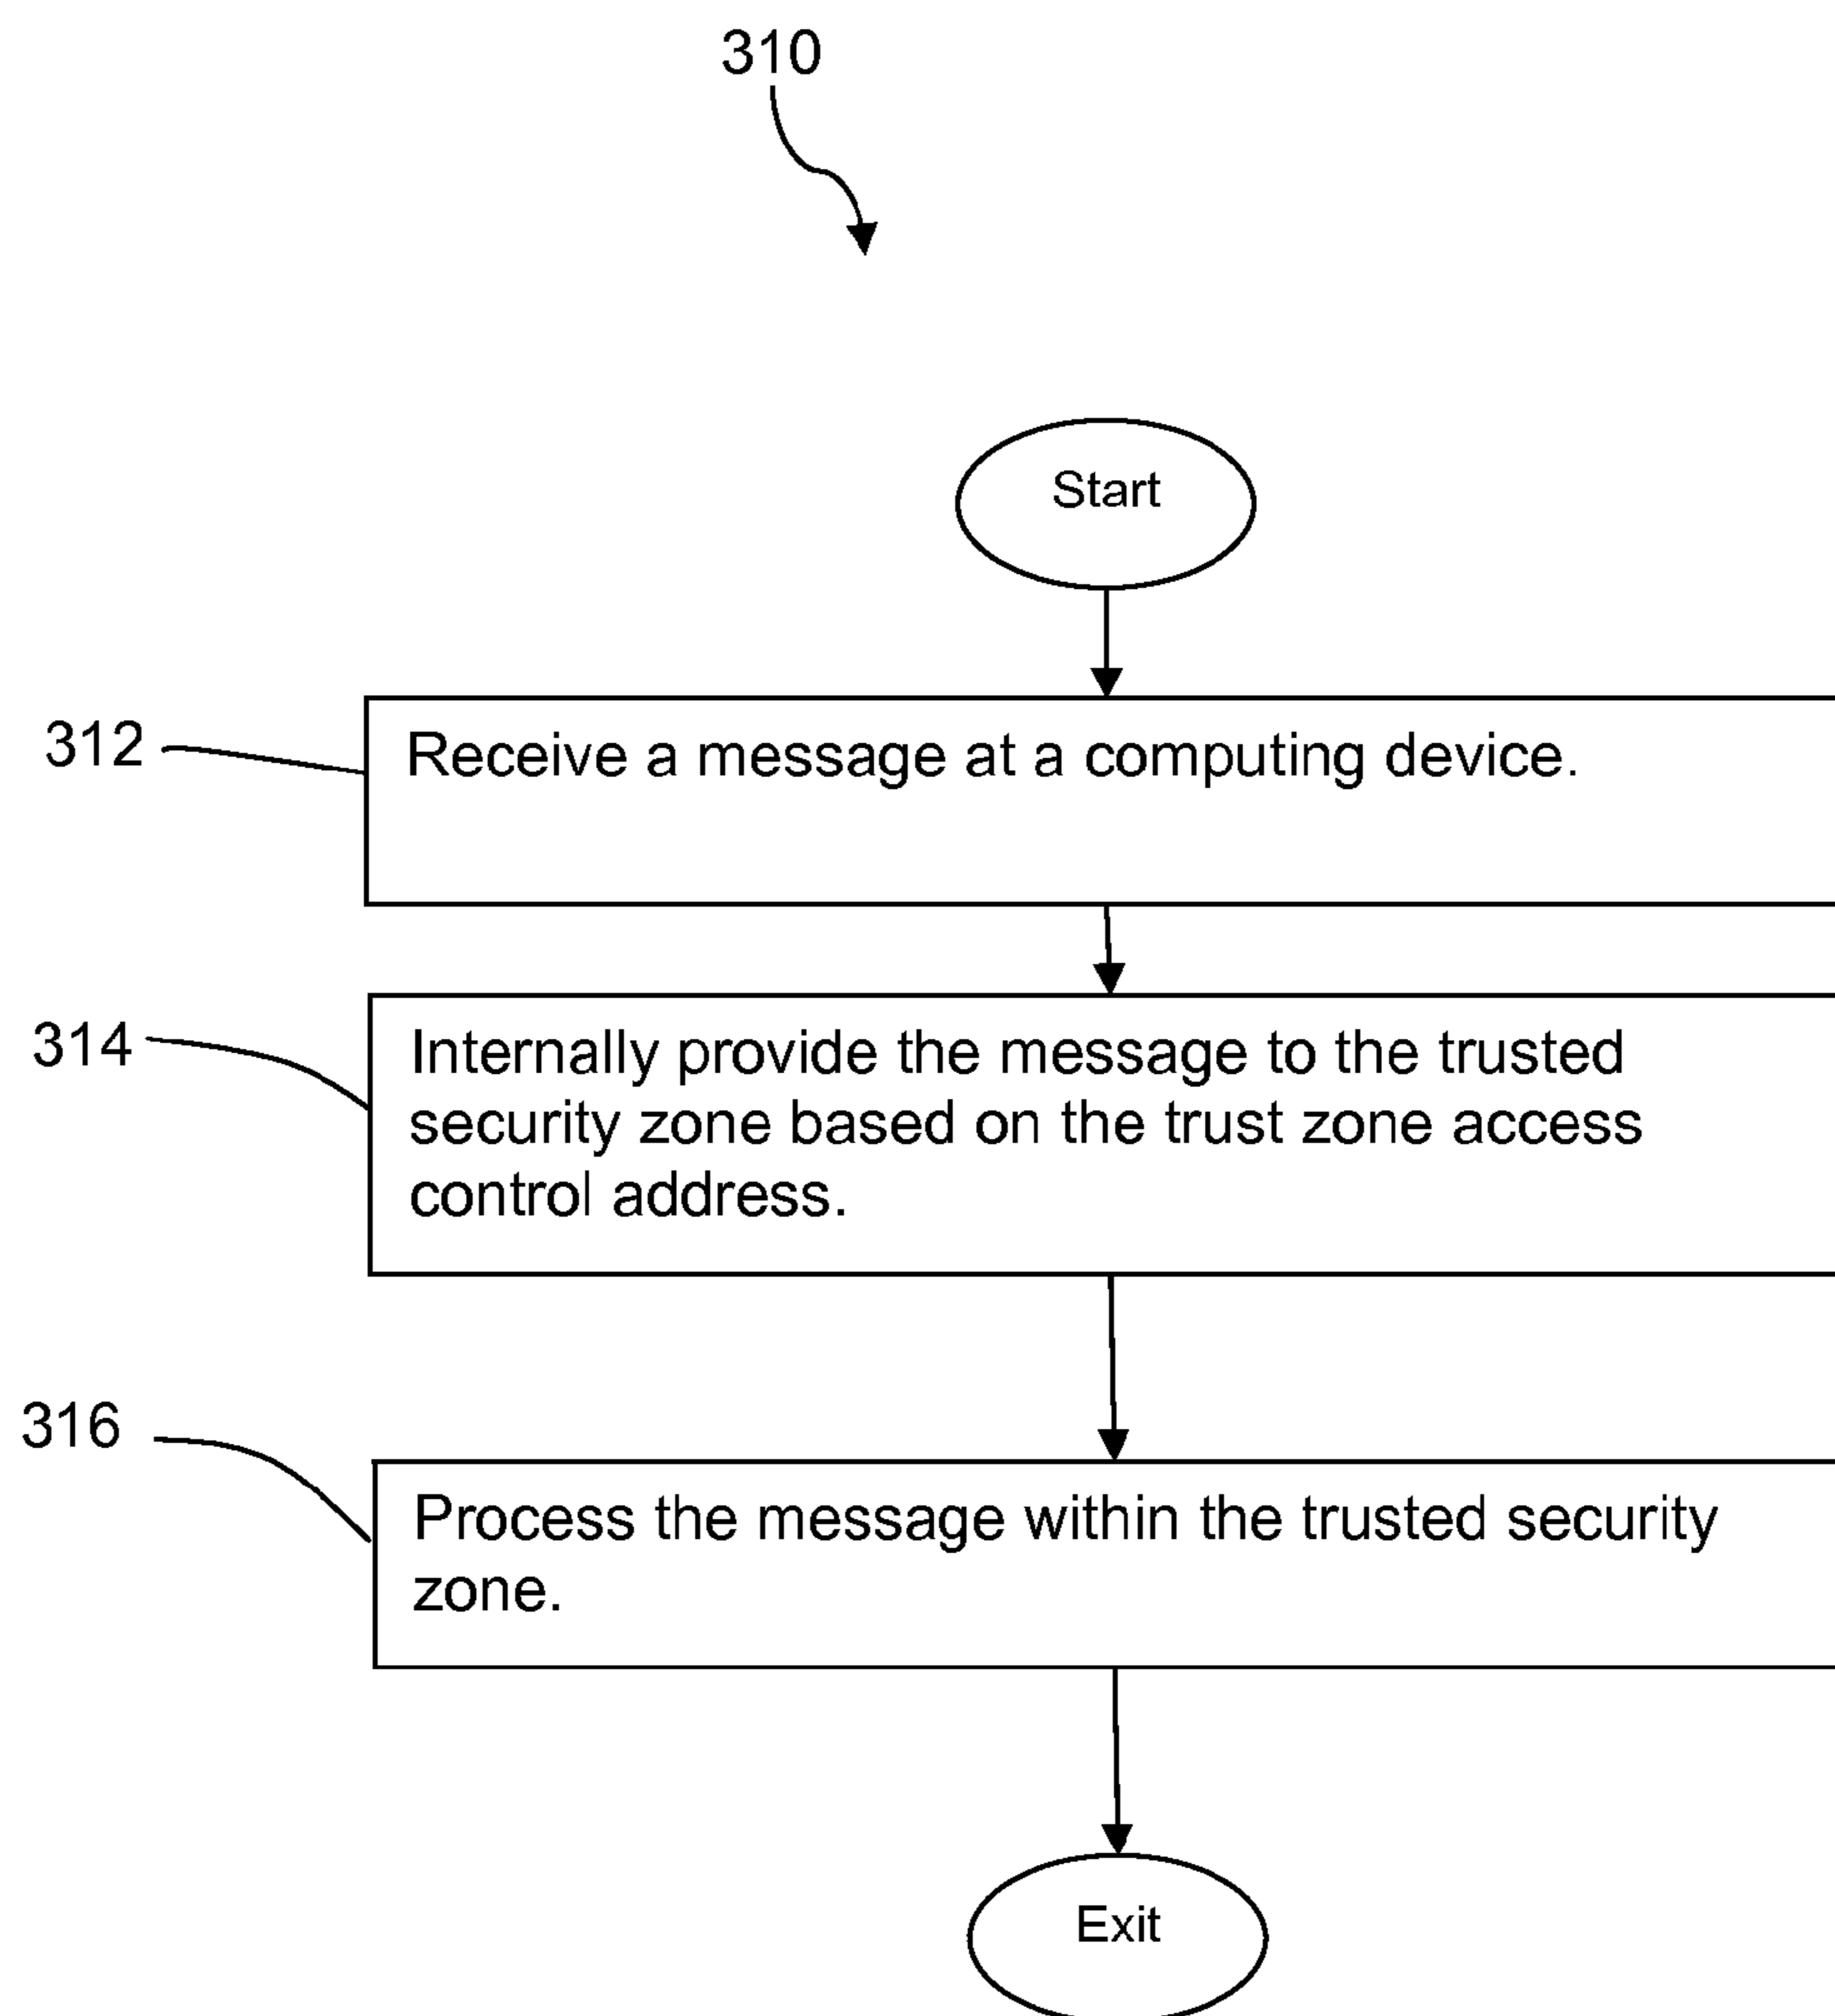 310
Start
312
Receive a message at a computing device.
314
Internally provide the message to the trusted
security zone based on the trust zone access
control address.
316
Process the message within the trusted security
zone.
Exit